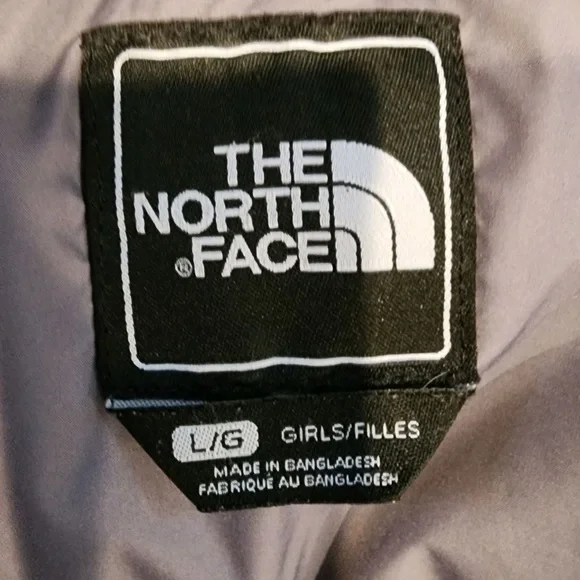 THE
NORTH
®FACE
L/G GIRLS/FILLES
MADE IN BANGLADESH
FABRIQUÉ AU BANGLADESH